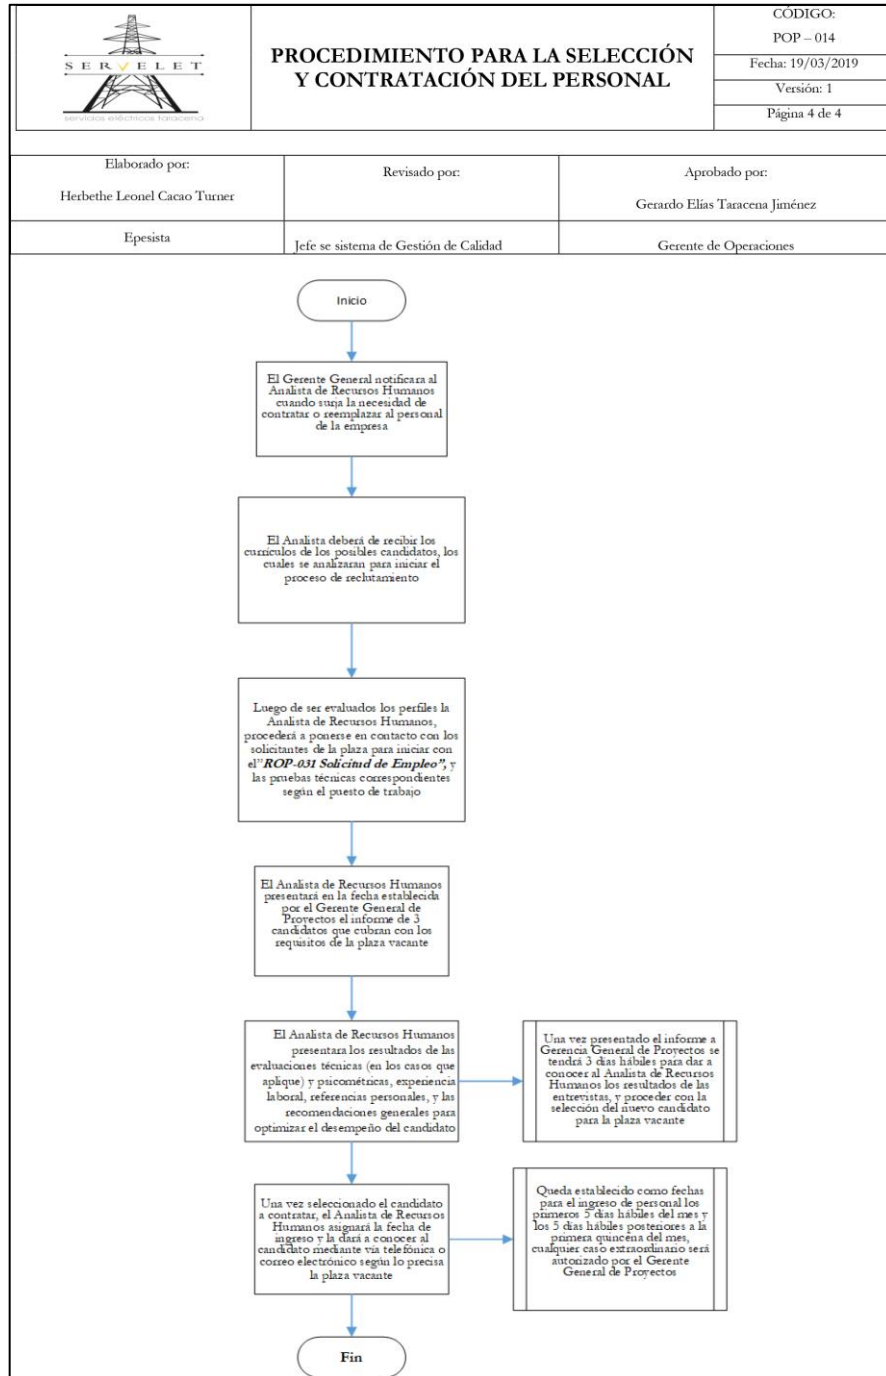 SERVELET
servicios eléctricos taracena
PROCEDIMIENTO PARA LA SELECCIÓN
Y CONTRATACIÓN DEL PERSONAL
CÓDIGO:
POP – 014
Fecha: 19/03/2019
Versión: 1
Página 4 de 4
Elaborado por:
Herbethe Leonel Cacao Turner
Revisado por:
Aprobado por:
Gerardo Elías Taracena Jiménez
Epesista
Jefe se sistema de Gestión de Calidad
Gerente de Operaciones
Inicio
El Gerente General notificara al
Analista de Recursos Humanos
cuando surja la necesidad de
contratar o reemplazar al personal
de la empresa
El Analista deberá de recibir los
currículos de los posibles candidatos, los
cuales se analizaran para iniciar el
proceso de reclutamiento
Luego de ser evaluados los perfiles la
Analista de Recursos Humanos,
procederá a ponerse en contacto con los
solicitantes de la plaza para iniciar con
el”ROP-031 Solicitud de Empleo”, y
las pruebas técnicas correspondientes
según el puesto de trabajo
El Analista de Recursos Humanos
presentará en la fecha establecida
por el Gerente General de
Proyectos el informe de 3
candidatos que cubran con los
requisitos de la plaza vacante
El Analista de Recursos Humanos
presentara los resultados de las
evaluaciones técnicas (en los casos que
aplique) y psicométricas, experiencia
laboral, referencias personales, y las
recomendaciones generales para
optimizar el desempeño del candidato
Una vez presentado el informe a
Gerencia General de Proyectos se
tendrá 3 días hábiles para dar a
conocer al Analista de Recursos
Humanos los resultados de las
entrevistas, y proceder con la
selección del nuevo candidato
para la plaza vacante
Una vez seleccionado el candidato
a contratar, el Analista de Recursos
Humanos asignará la fecha de
ingreso y la dará a conocer al
candidato mediante vía telefónica o
correo electrónico según lo precisa
la plaza vacante
Queda establecido como fechas
para el ingreso de personal los
primeros 5 días hábiles del mes y
los 5 días hábiles posteriores a la
primera quincena del mes,
cualquier caso extraordinario será
autorizado por el Gerente
General de Proyectos
Fin